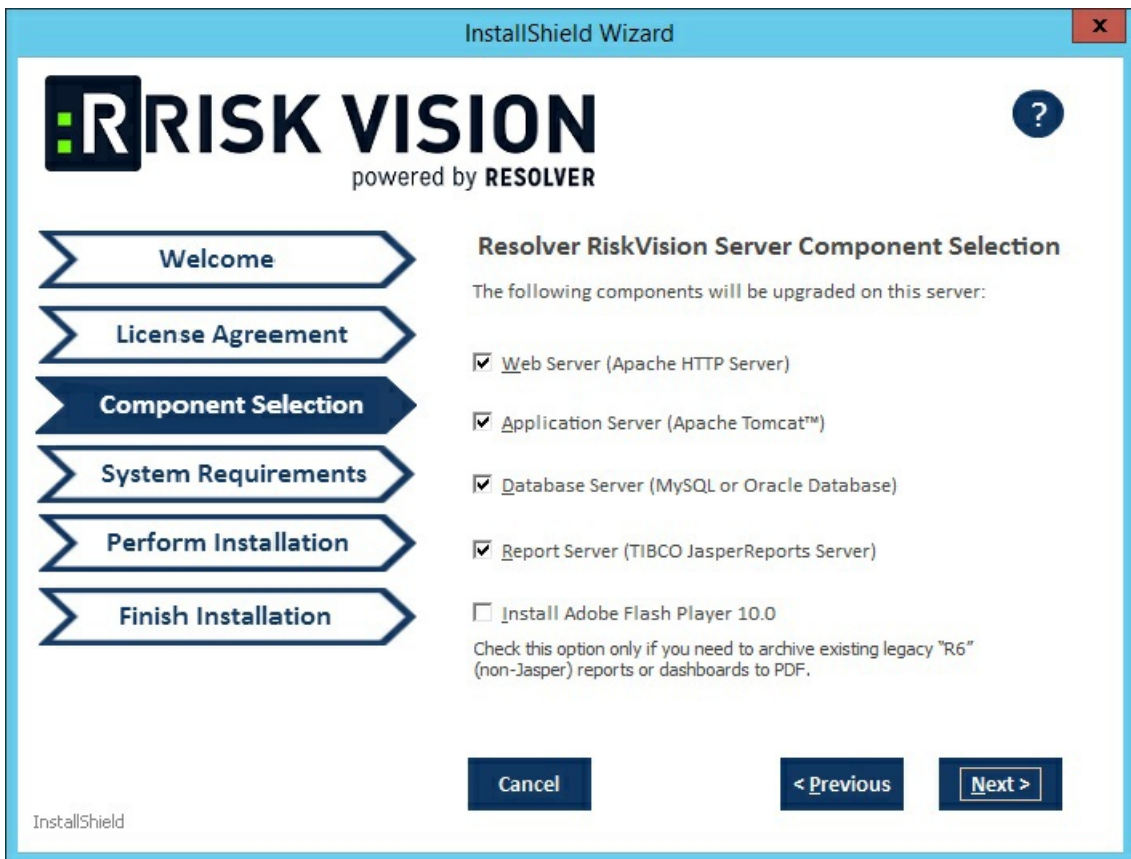 InstallShield Wizard
x
:R RISK VISION
powered by RESOLVER
?
Welcome
License Agreement
Component Selection
System Requirements
Perform Installation
Finish Installation
Resolver RiskVision Server Component Selection
The following components will be upgraded on this server:
Web Server (Apache HTTP Server)
Application Server (Apache Tomcat™)
Database Server (MySQL or Oracle Database)
Report Server (TIBCO JasperReports Server)
Install Adobe Flash Player 10.0
Check this option only if you need to archive existing legacy "R6"
(non-Jasper) reports or dashboards to PDF.
Cancel
< Previous
Next >
InstallShield